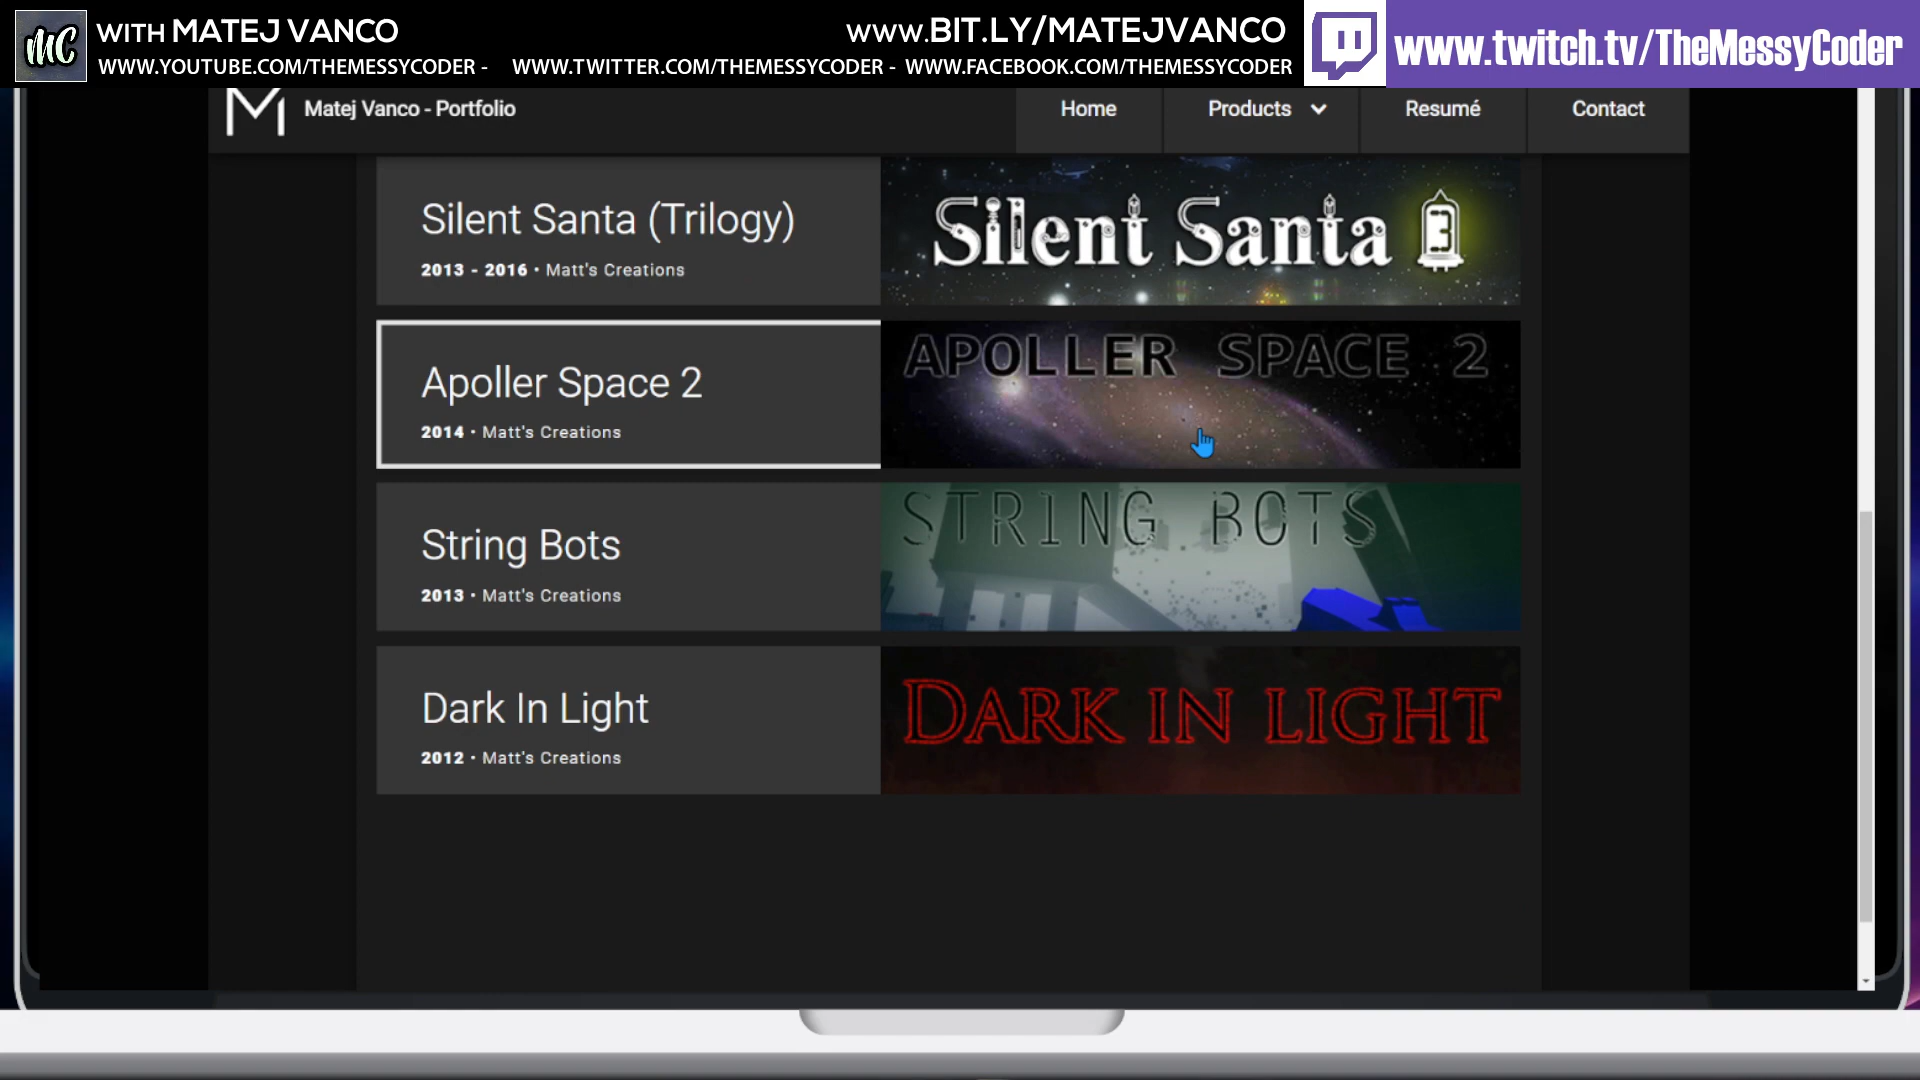 MC
WITH MATEJ VANCO
www.BIT.LY/MATEJVANCO
WWW.YOUTUBE.COM/THEMESSYCODER - WWW.TWITTER.COM/THEMESSYCODER - WWW.FACEBOOK.COM/THEMESSYCODER
www.twitch.tv/TheMessyCoder
M Matej Vanco - Portfolio
Home Products Resumé Contact
Silent Santa (Trilogy)
2013 - 2016 • Matt's Creations
Silent Santa 3
Apoller Space 2
2014 • Matt's Creations
APOLLER SPACE 2
String Bots
2013 • Matt's Creations
STRING BOTS
Dark In Light
2012 • Matt's Creations
DARK IN LIGHT